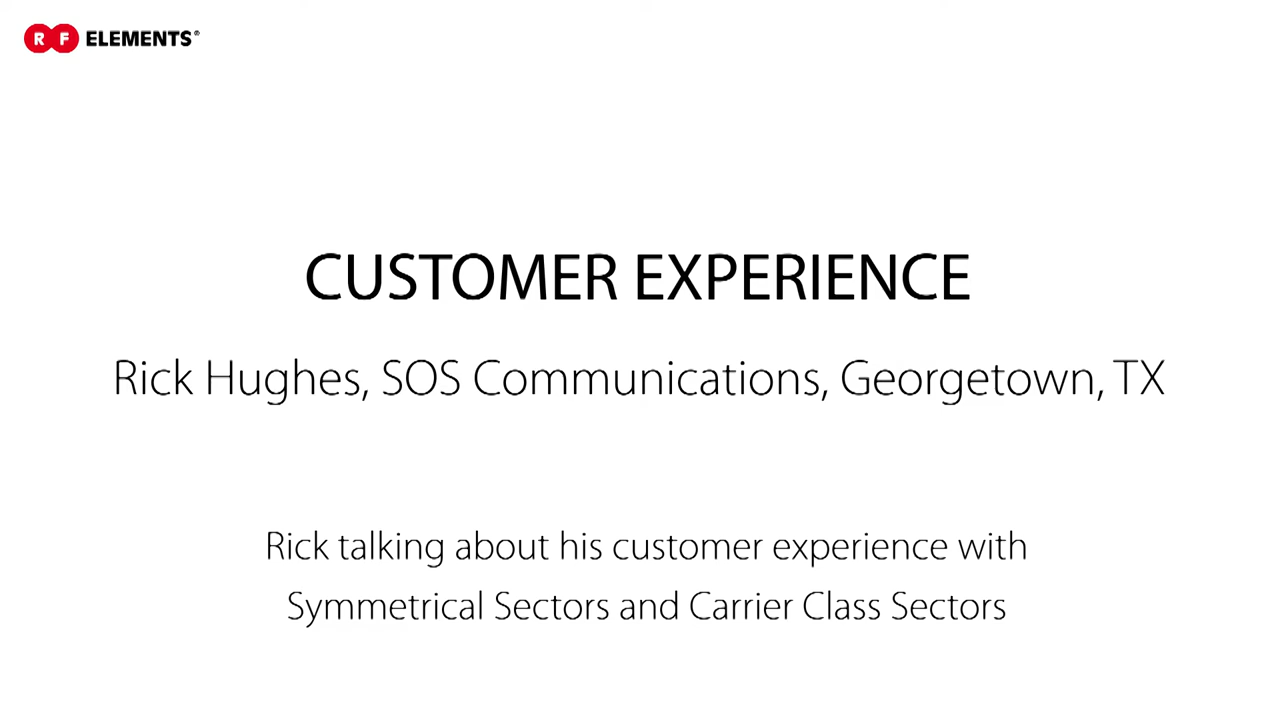 RF ELEMENTS®
CUSTOMER EXPERIENCE
Rick Hughes, SOS Communications, Georgetown, TX
Rick talking about his customer experience with
Symmetrical Sectors and Carrier Class Sectors